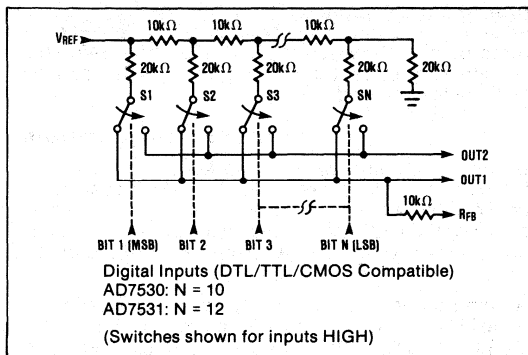 10kΩ 10kΩ 10kΩ
VREF
20kΩ 20kΩ 20kΩ 20kΩ 20kΩ
S1 S2 S3 SN
OUT2
OUT1
10kΩ
RFB
BIT 1 (MSB) BIT 2 BIT 3 BIT N (LSB)
Digital Inputs (DTL/TTL/CMOS Compatible)
AD7530: N = 10
AD7531: N = 12
(Switches shown for inputs HIGH)